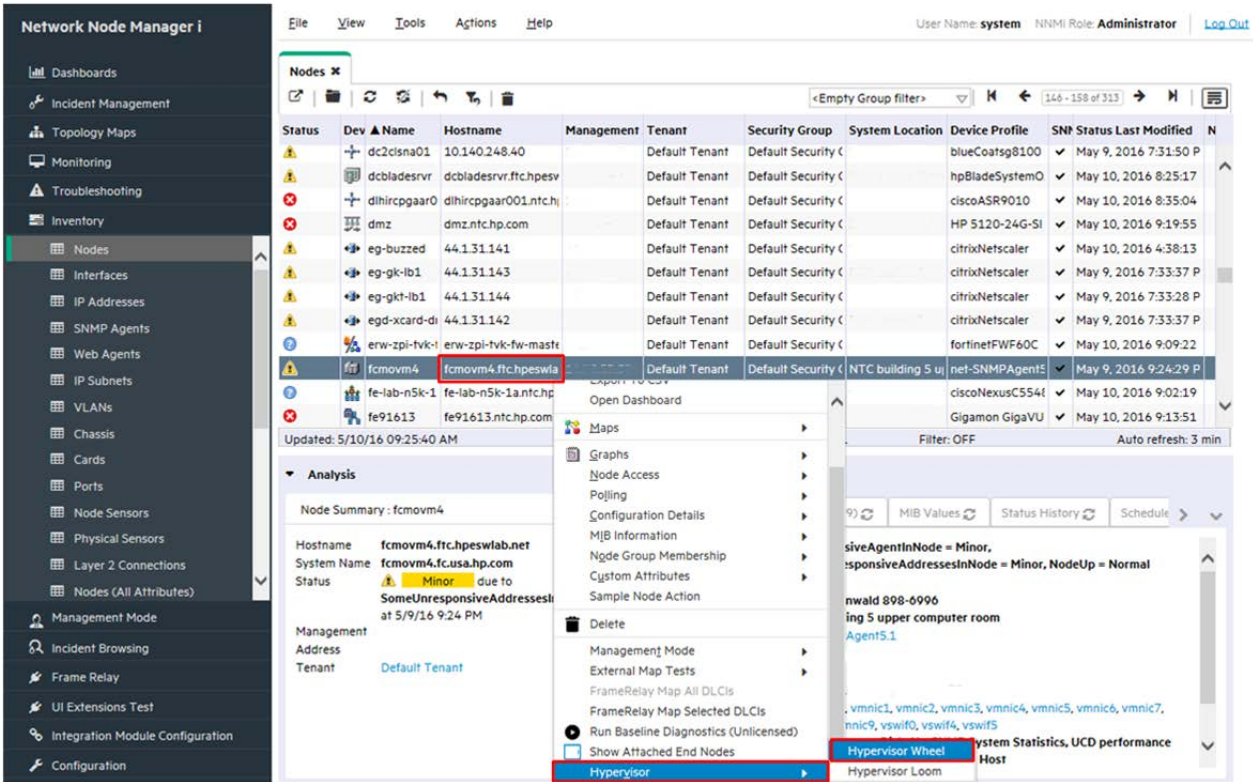 Network Node Manager i
File View Tools Actions Help
User Name: system NNMi Role: Administrator Log Out
Dashboards
Incident Management
Topology Maps
Monitoring
Troubleshooting
Inventory
Nodes
Interfaces
IP Addresses
SNMP Agents
Web Agents
IP Subnets
VLANs
Chassis
Cards
Ports
Node Sensors
Physical Sensors
Layer 2 Connections
Nodes (All Attributes)
Management Mode
Incident Browsing
Frame Relay
UI Extensions Test
Integration Module Configuration
Configuration
Nodes
<Empty Group filter> 146 - 158 of 313
Status Dev Name Hostname Management Tenant Security Group System Location Device Profile SNM Status Last Modified N
dc2clsna01 10.140.248.40 Default Tenant Default Security G blueCoatsg8100 May 9, 2016 7:31:50 P
dcbladesrvr dcbladesrvr.ftc.hpesw Default Tenant Default Security G hpBladeSystemO May 10, 2016 8:25:17
dlhircpgaar0 dlhircpgaar001.ntc.h Default Tenant Default Security G ciscoASR9010 May 10, 2016 8:35:04
dmz dmz.ntc.hp.com Default Tenant Default Security G HP 5120-24G-SI May 10, 2016 9:19:55
eg-buzzed 44.1.31.141 Default Tenant Default Security G citrixNetscaler May 10, 2016 4:38:13
eg-gk-lb1 44.1.31.143 Default Tenant Default Security G citrixNetscaler May 9, 2016 7:33:37 P
eg-gkt-lb1 44.1.31.144 Default Tenant Default Security G citrixNetscaler May 9, 2016 7:33:28 P
egd-xcard-d 44.1.31.142 Default Tenant Default Security G citrixNetscaler May 9, 2016 7:33:37 P
erw-zpi-tvk- erw-zpi-tvk-fw-maste Default Tenant Default Security G fortinetFWF60C May 10, 2016 9:09:22
fcmovm4 fcmovm4.ftc.hpeswla Default Tenant Default Security G NTC building 5 u net-SNMPAgent5 May 9, 2016 9:24:29 P
fe-lab-n5k-1 fe-lab-n5k-1a.ntc.hp ciscoNexus5548 May 10, 2016 9:02:19
fe91613 fe91613.ntc.hp.com Gigamon GigaVU May 10, 2016 9:13:51
Updated: 5/10/16 09:25:40 AM Filter: OFF Auto refresh: 3 min
Export To CSV
Open Dashboard
Maps
Graphs
Node Access
Polling
Configuration Details
MIB Information
Node Group Membership
Custom Attributes
Sample Node Action
Delete
Management Mode
External Map Tests
FrameRelay Map All DLCIs
FrameRelay Map Selected DLCIs
Run Baseline Diagnostics (Unlicensed)
Show Attached End Nodes
Hypervisor
Hypervisor Wheel
Hypervisor Loom
Analysis
Node Summary : fcmovm4
Hostname fcmovm4.ftc.hpeswlab.net
System Name fcmovm4.fc.usa.hp.com
Status Minor due to
SomeUnresponsiveAddressesI
at 5/9/16 9:24 PM
Management
Address
Tenant Default Tenant
9) MIB Values Status History Schedule
siveAgentInNode = Minor,
esponsiveAddressesInNode = Minor, NodeUp = Normal
nwald 898-6996
ing 5 upper computer room
Agent5.1
, vmnic1, vmnic2, vmnic3, vmnic4, vmnic5, vmnic6, vmnic7,
nnic9, vswif0, vswif4, vswif5
ystem Statistics, UCD performance
Host